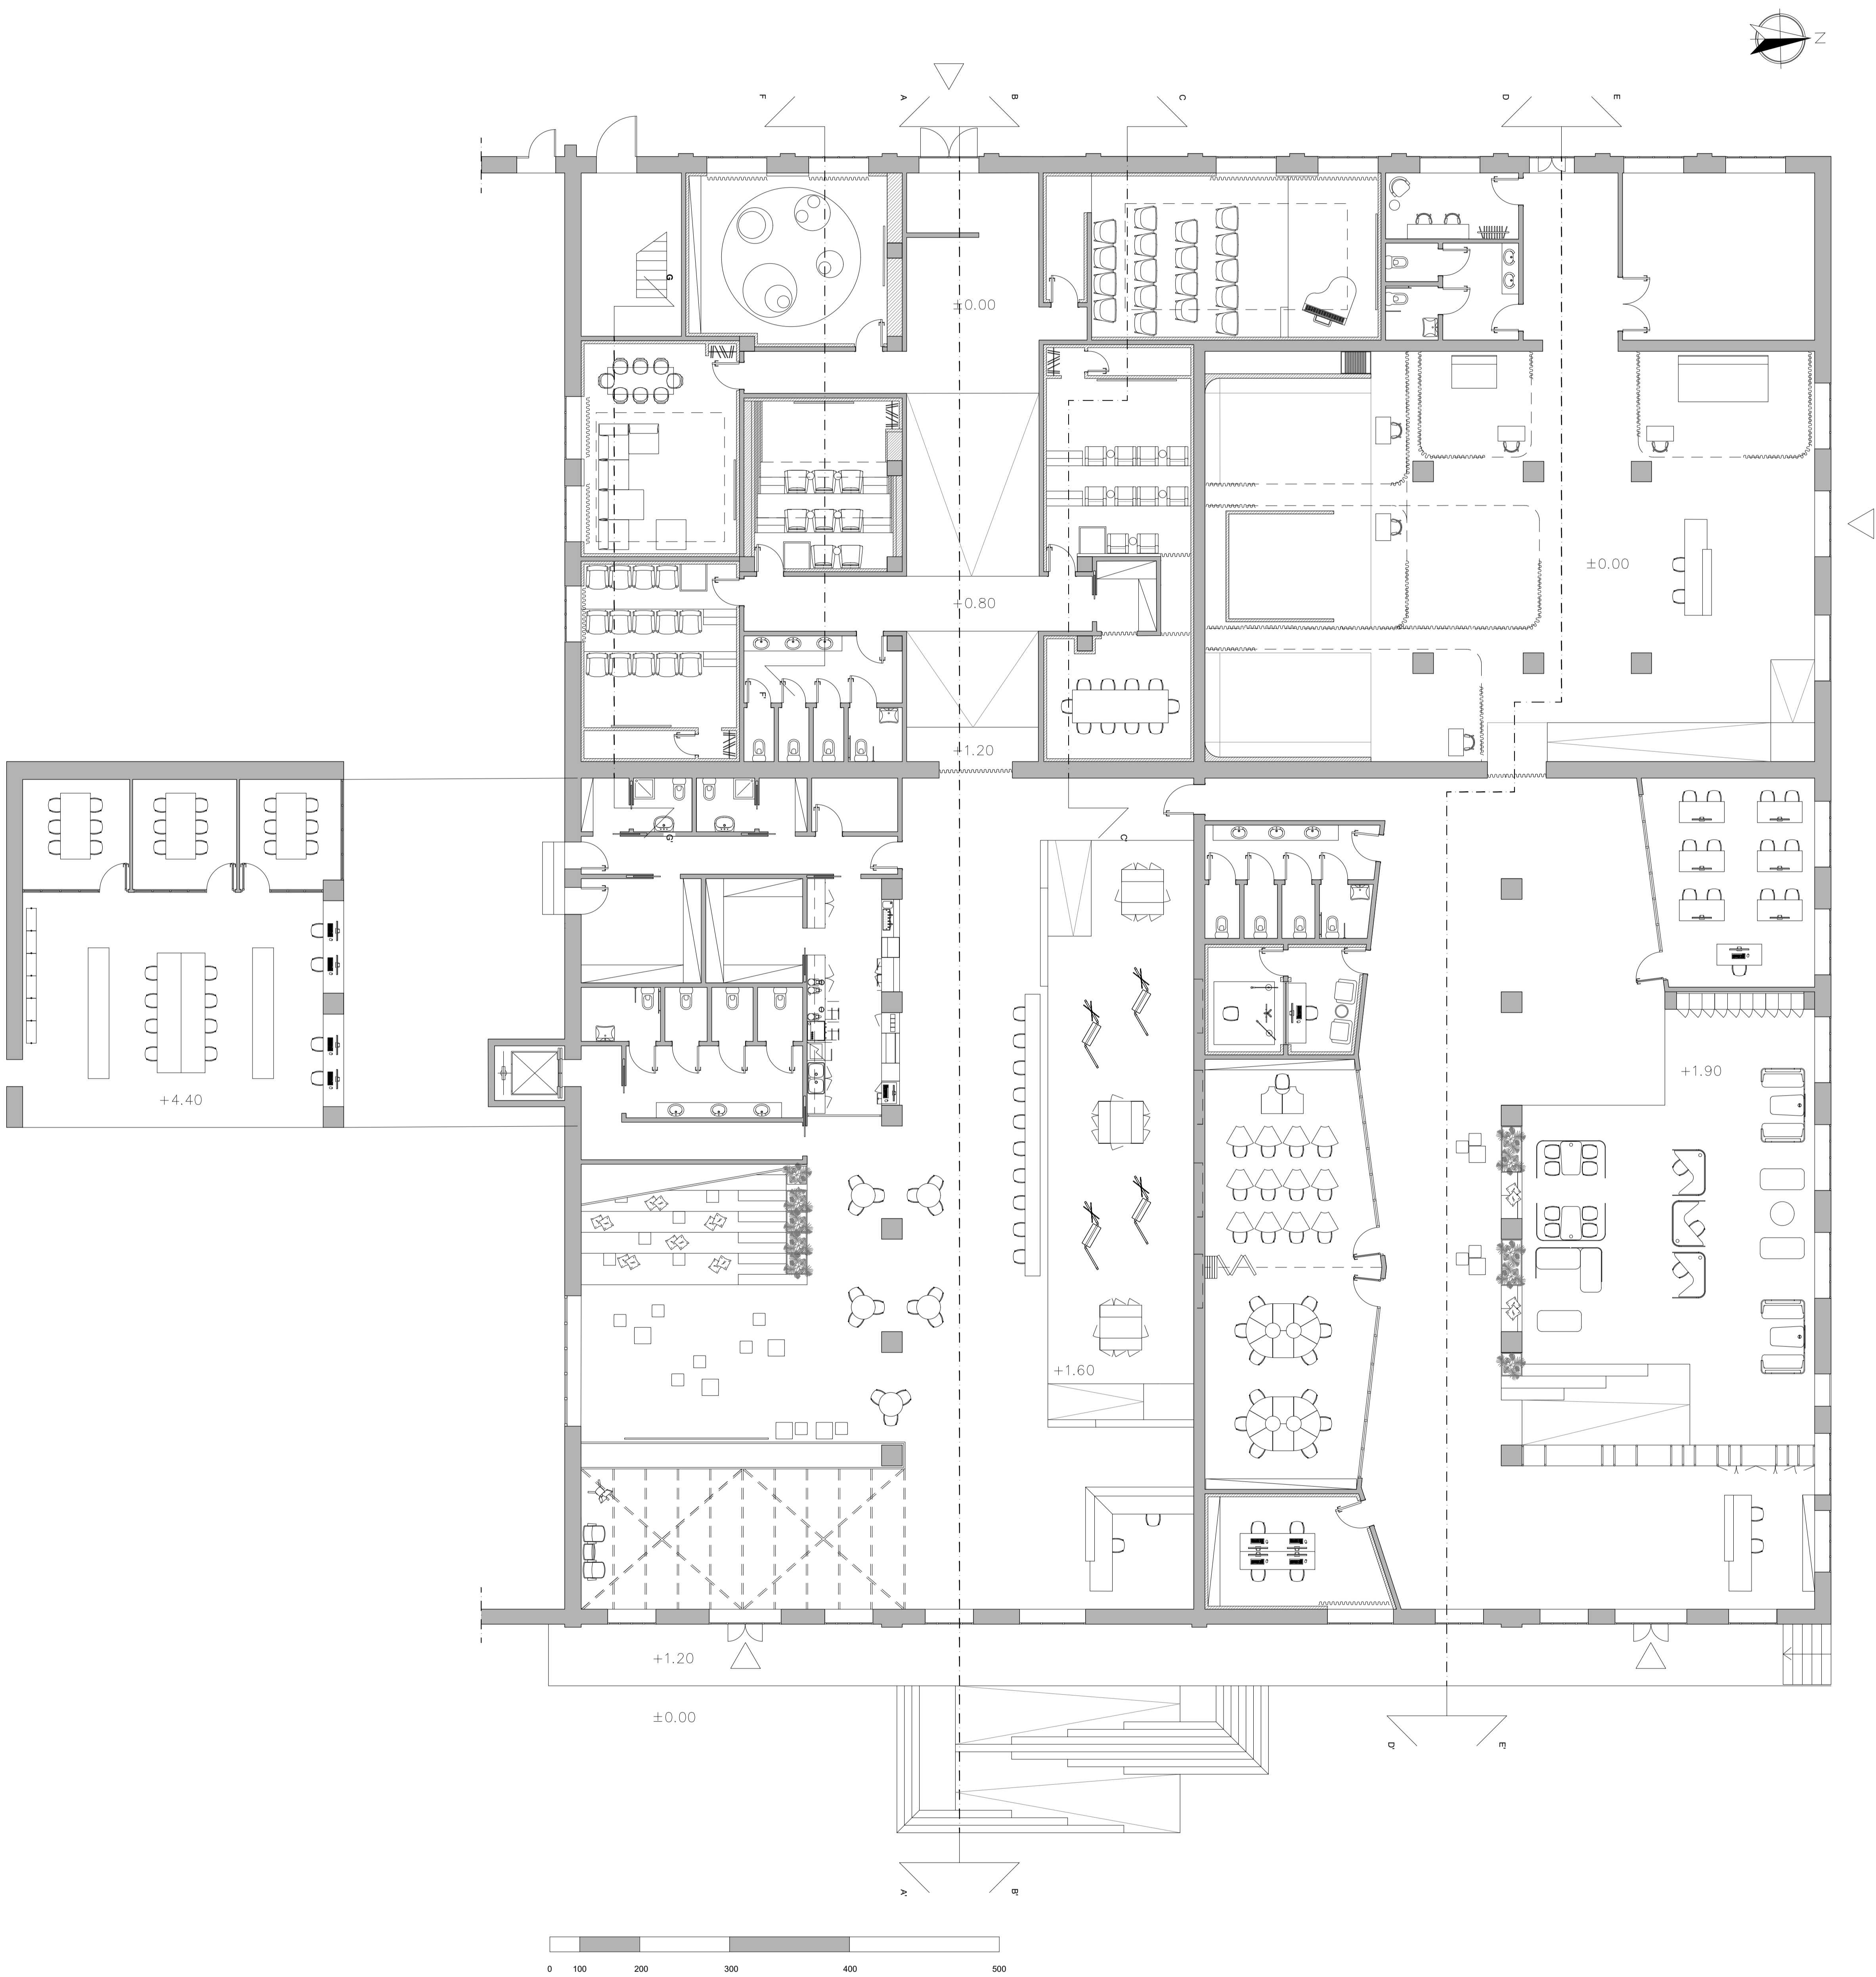 N
F
A
B
C
D
E
G
±0.00
±0.00
+0.80
F'
+1.20
G'
C'
+1.90
+4.40
+1.60
+1.20
±0.00
D'
E'
A'
B'
0 100 200 300 400 500